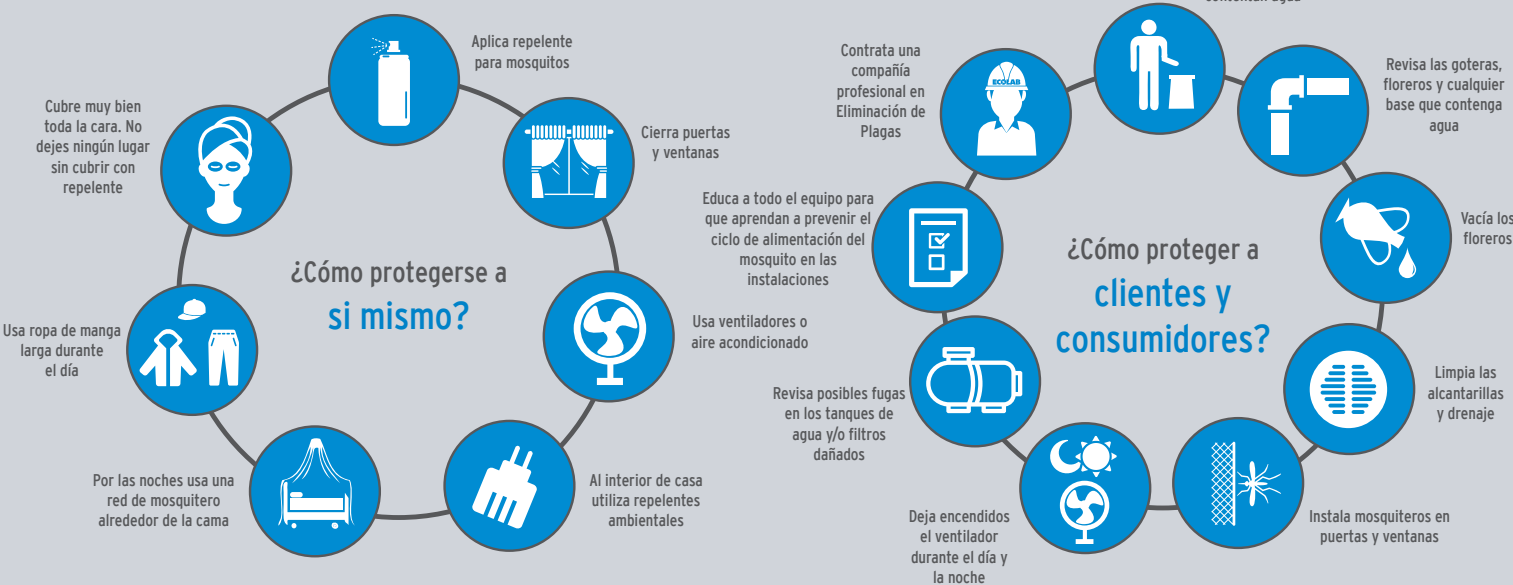 Aplica repelente
para mosquitos
Cierra puertas
y ventanas
Usa ventiladores o
aire acondicionado
Al interior de casa
utiliza repelentes
ambientales
Por las noches usa una
red de mosquitero
alrededor de la cama
Usa ropa de manga
larga durante
el día
Cubre muy bien
toda la cara. No
dejes ningún lugar
sin cubrir con
repelente
¿Cómo protegerse a
si mismo?
Revisa las goteras,
floreros y cualquier
base que contenga
agua
Vacía los
floreros
Limpia las
alcantarillas
y drenaje
Instala mosquiteros en
puertas y ventanas
Deja encendidos
el ventilador
durante el día y
la noche
Revisa posibles fugas
en los tanques de
agua y/o filtros
dañados
Educa a todo el equipo para
que aprendan a prevenir el
ciclo de alimentación del
mosquito en las
instalaciones
Contrata una
compañía
profesional en
Eliminación de
Plagas
ECOLAB
¿Cómo proteger a
clientes y
consumidores?